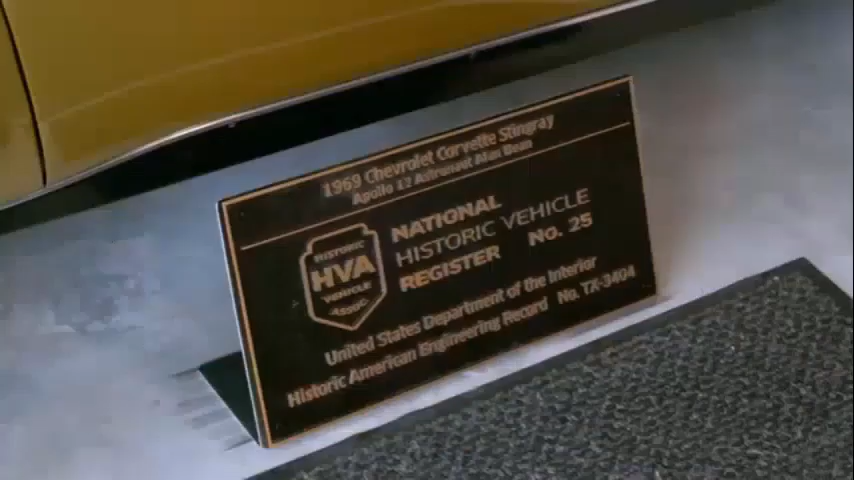 1969 Chevrolet Corvette Stingray
Apollo 12 Astronaut Alan Bean
HISTORIC
HVA
VEHICLE
ASSOC
NATIONAL
HISTORIC VEHICLE
REGISTER No. 25
United States Department of the Interior
Historic American Engineering Record No. TX-3404